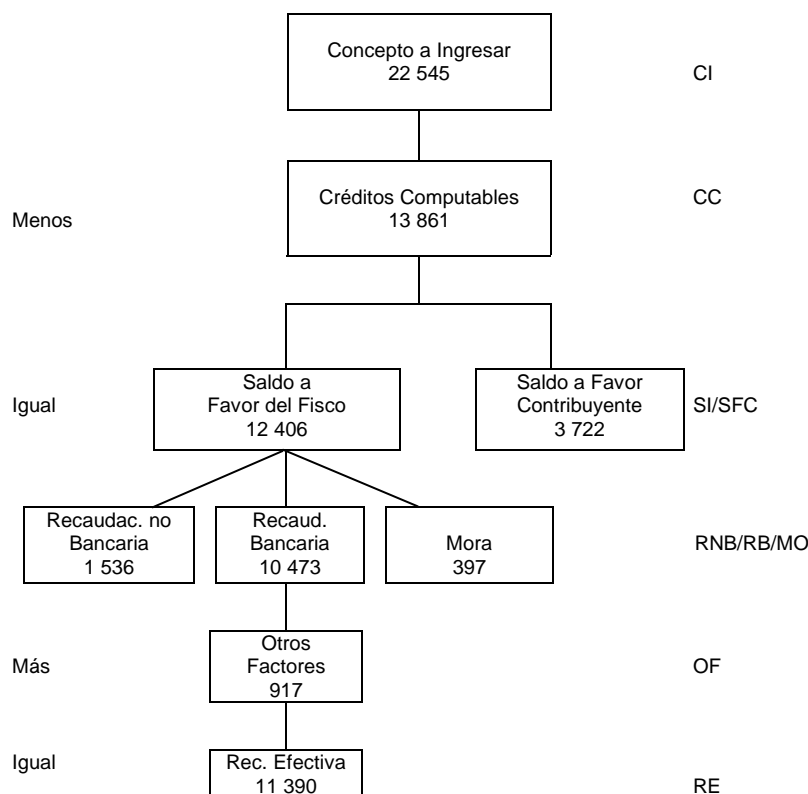 Concepto a Ingresar
22 545
CI
Créditos Computables
13 861
CC
Menos
Saldo a
Favor del Fisco
12 406
Saldo a Favor
Contribuyente
3 722
Igual
SI/SFC
Recaudac. no
Bancaria
1 536
Recaud.
Bancaria
10 473
Mora
397
RNB/RB/MO
Otros
Factores
917
Más
OF
Igual
Rec. Efectiva
11 390
RE